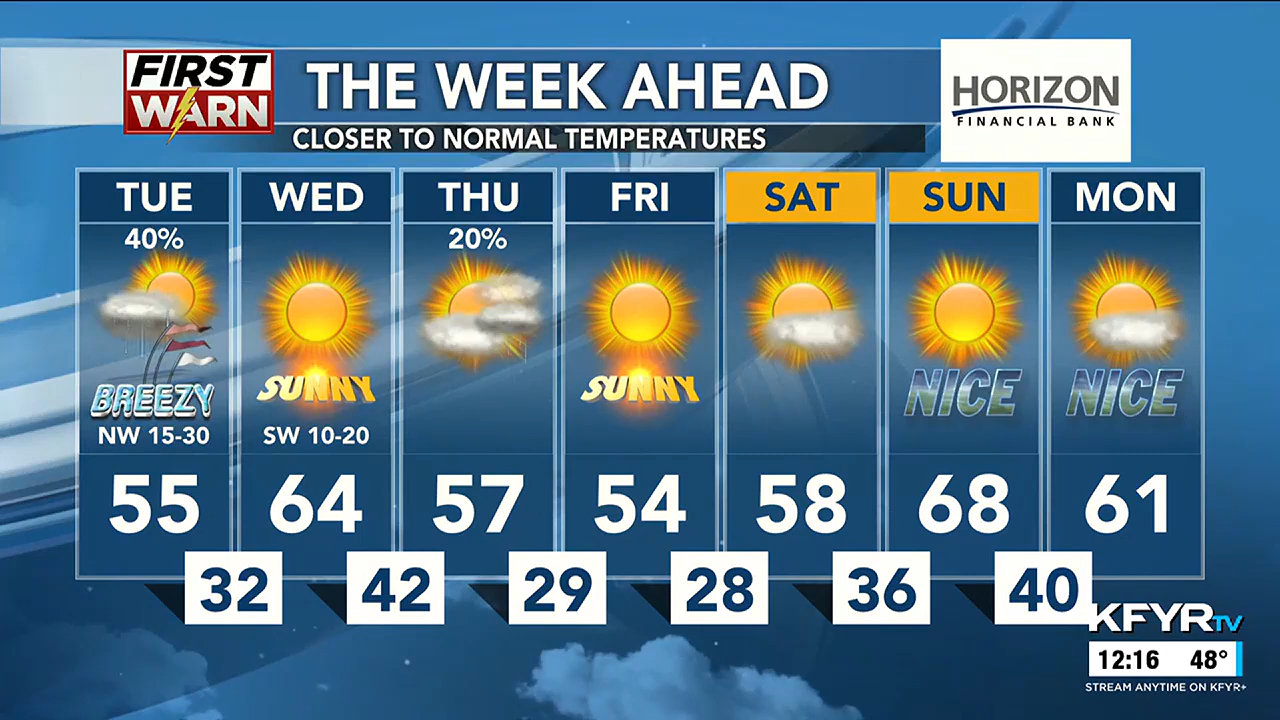 FIRST
WARN
THE WEEK AHEAD
CLOSER TO NORMAL TEMPERATURES
HORIZON
FINANCIAL BANK
TUE WED THU FRI SAT SUN MON
40% 20%
BREEZY SUNNY SUNNY NICE NICE
NW 15-30 SW 10-20
55 64 57 54 58 68 61
32 42 29 28 36 40
KFYRTV
12:16 48°
STREAM ANYTIME ON KFYR+